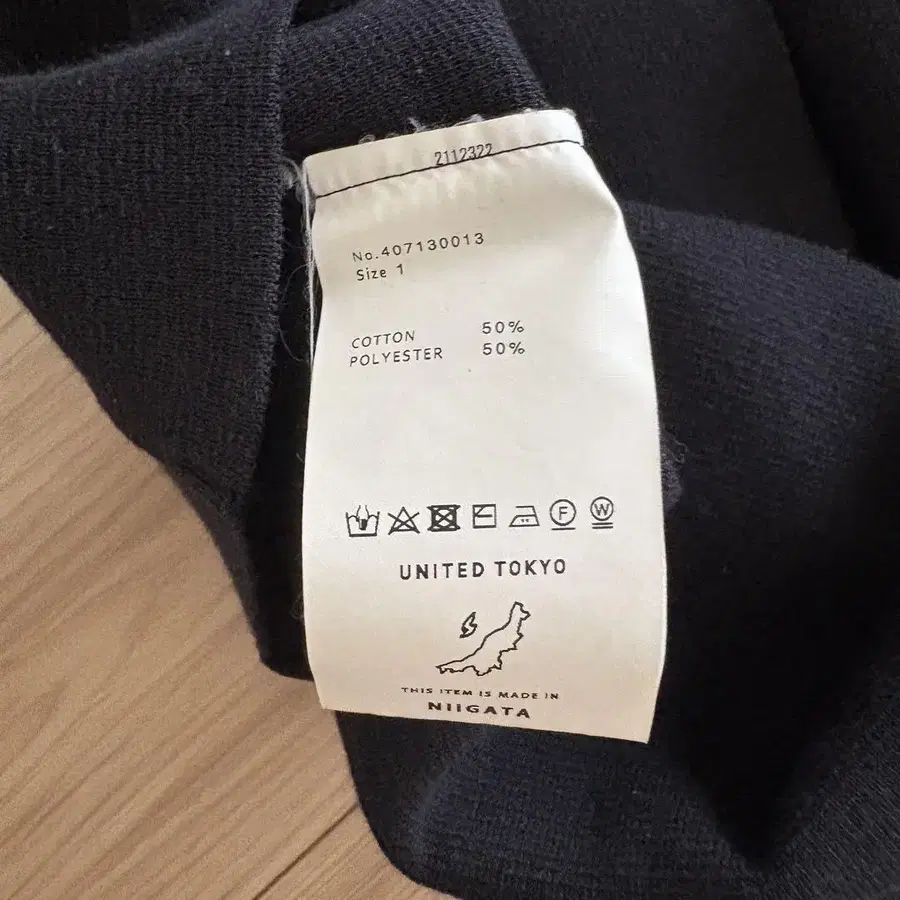 2112322
No.407130013
Size 1
COTTON 50%
POLYESTER 50%
F W
UNITED TOKYO
THIS ITEM IS MADE IN
NIIGATA